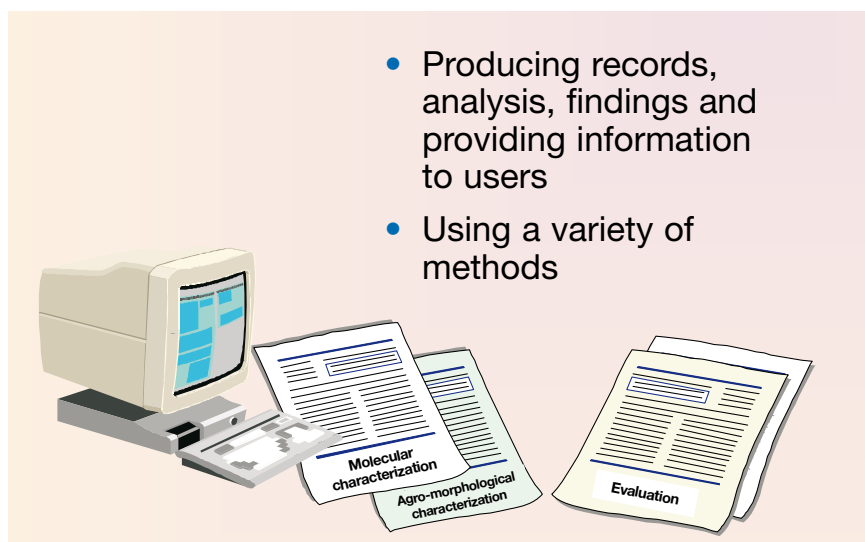 • Producing records,
analysis, findings and
providing information
to users
• Using a variety of
methods
Molecular
characterization
Agro-morphological
characterization
Evaluation